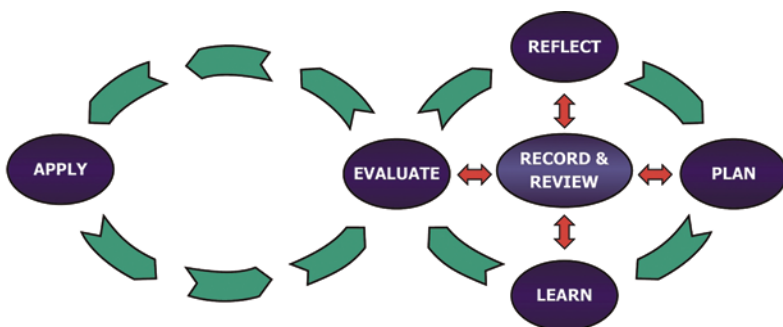 REFLECT
APPLY
EVALUATE
RECORD &
REVIEW
PLAN
LEARN